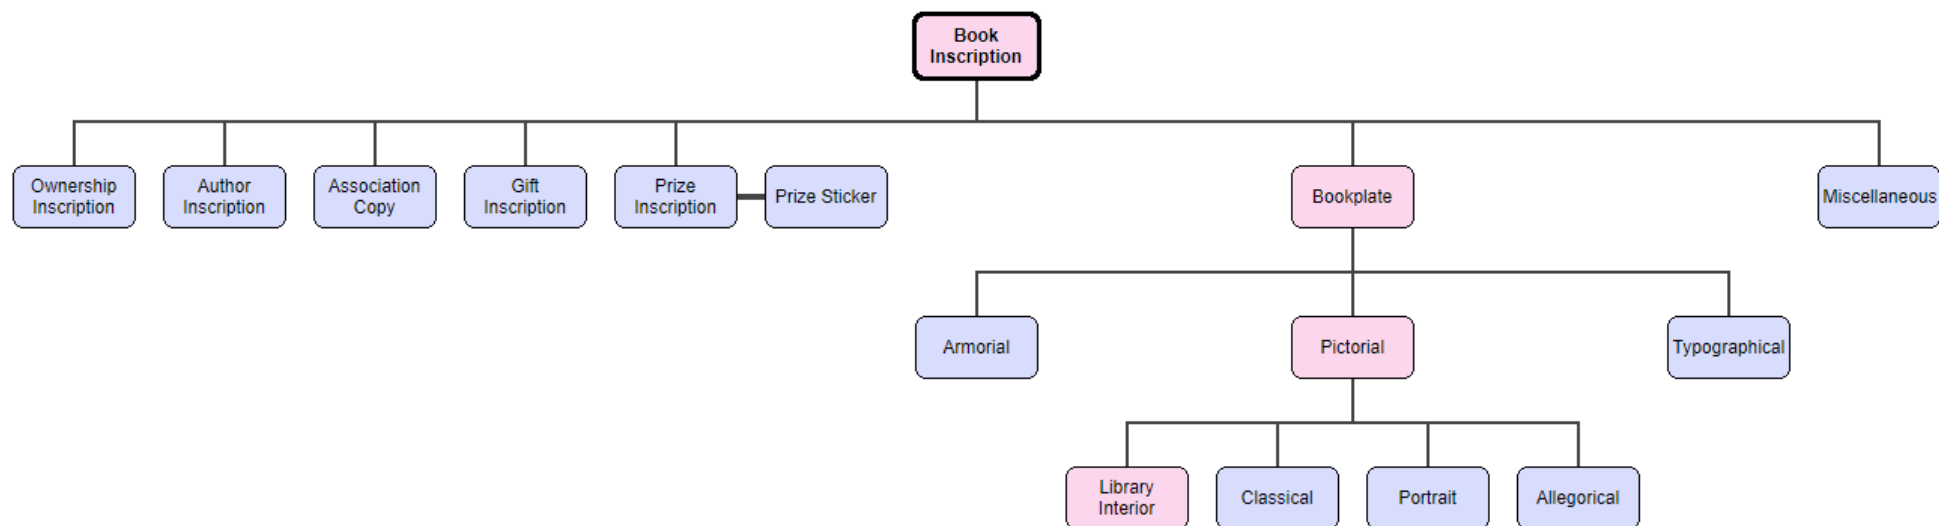 Book
Inscription
Ownership
Inscription
Author
Inscription
Association
Copy
Gift
Inscription
Prize
Inscription
Prize Sticker
Bookplate
Miscellaneous
Armorial
Pictorial
Typographical
Library
Interior
Classical
Portrait
Allegorical